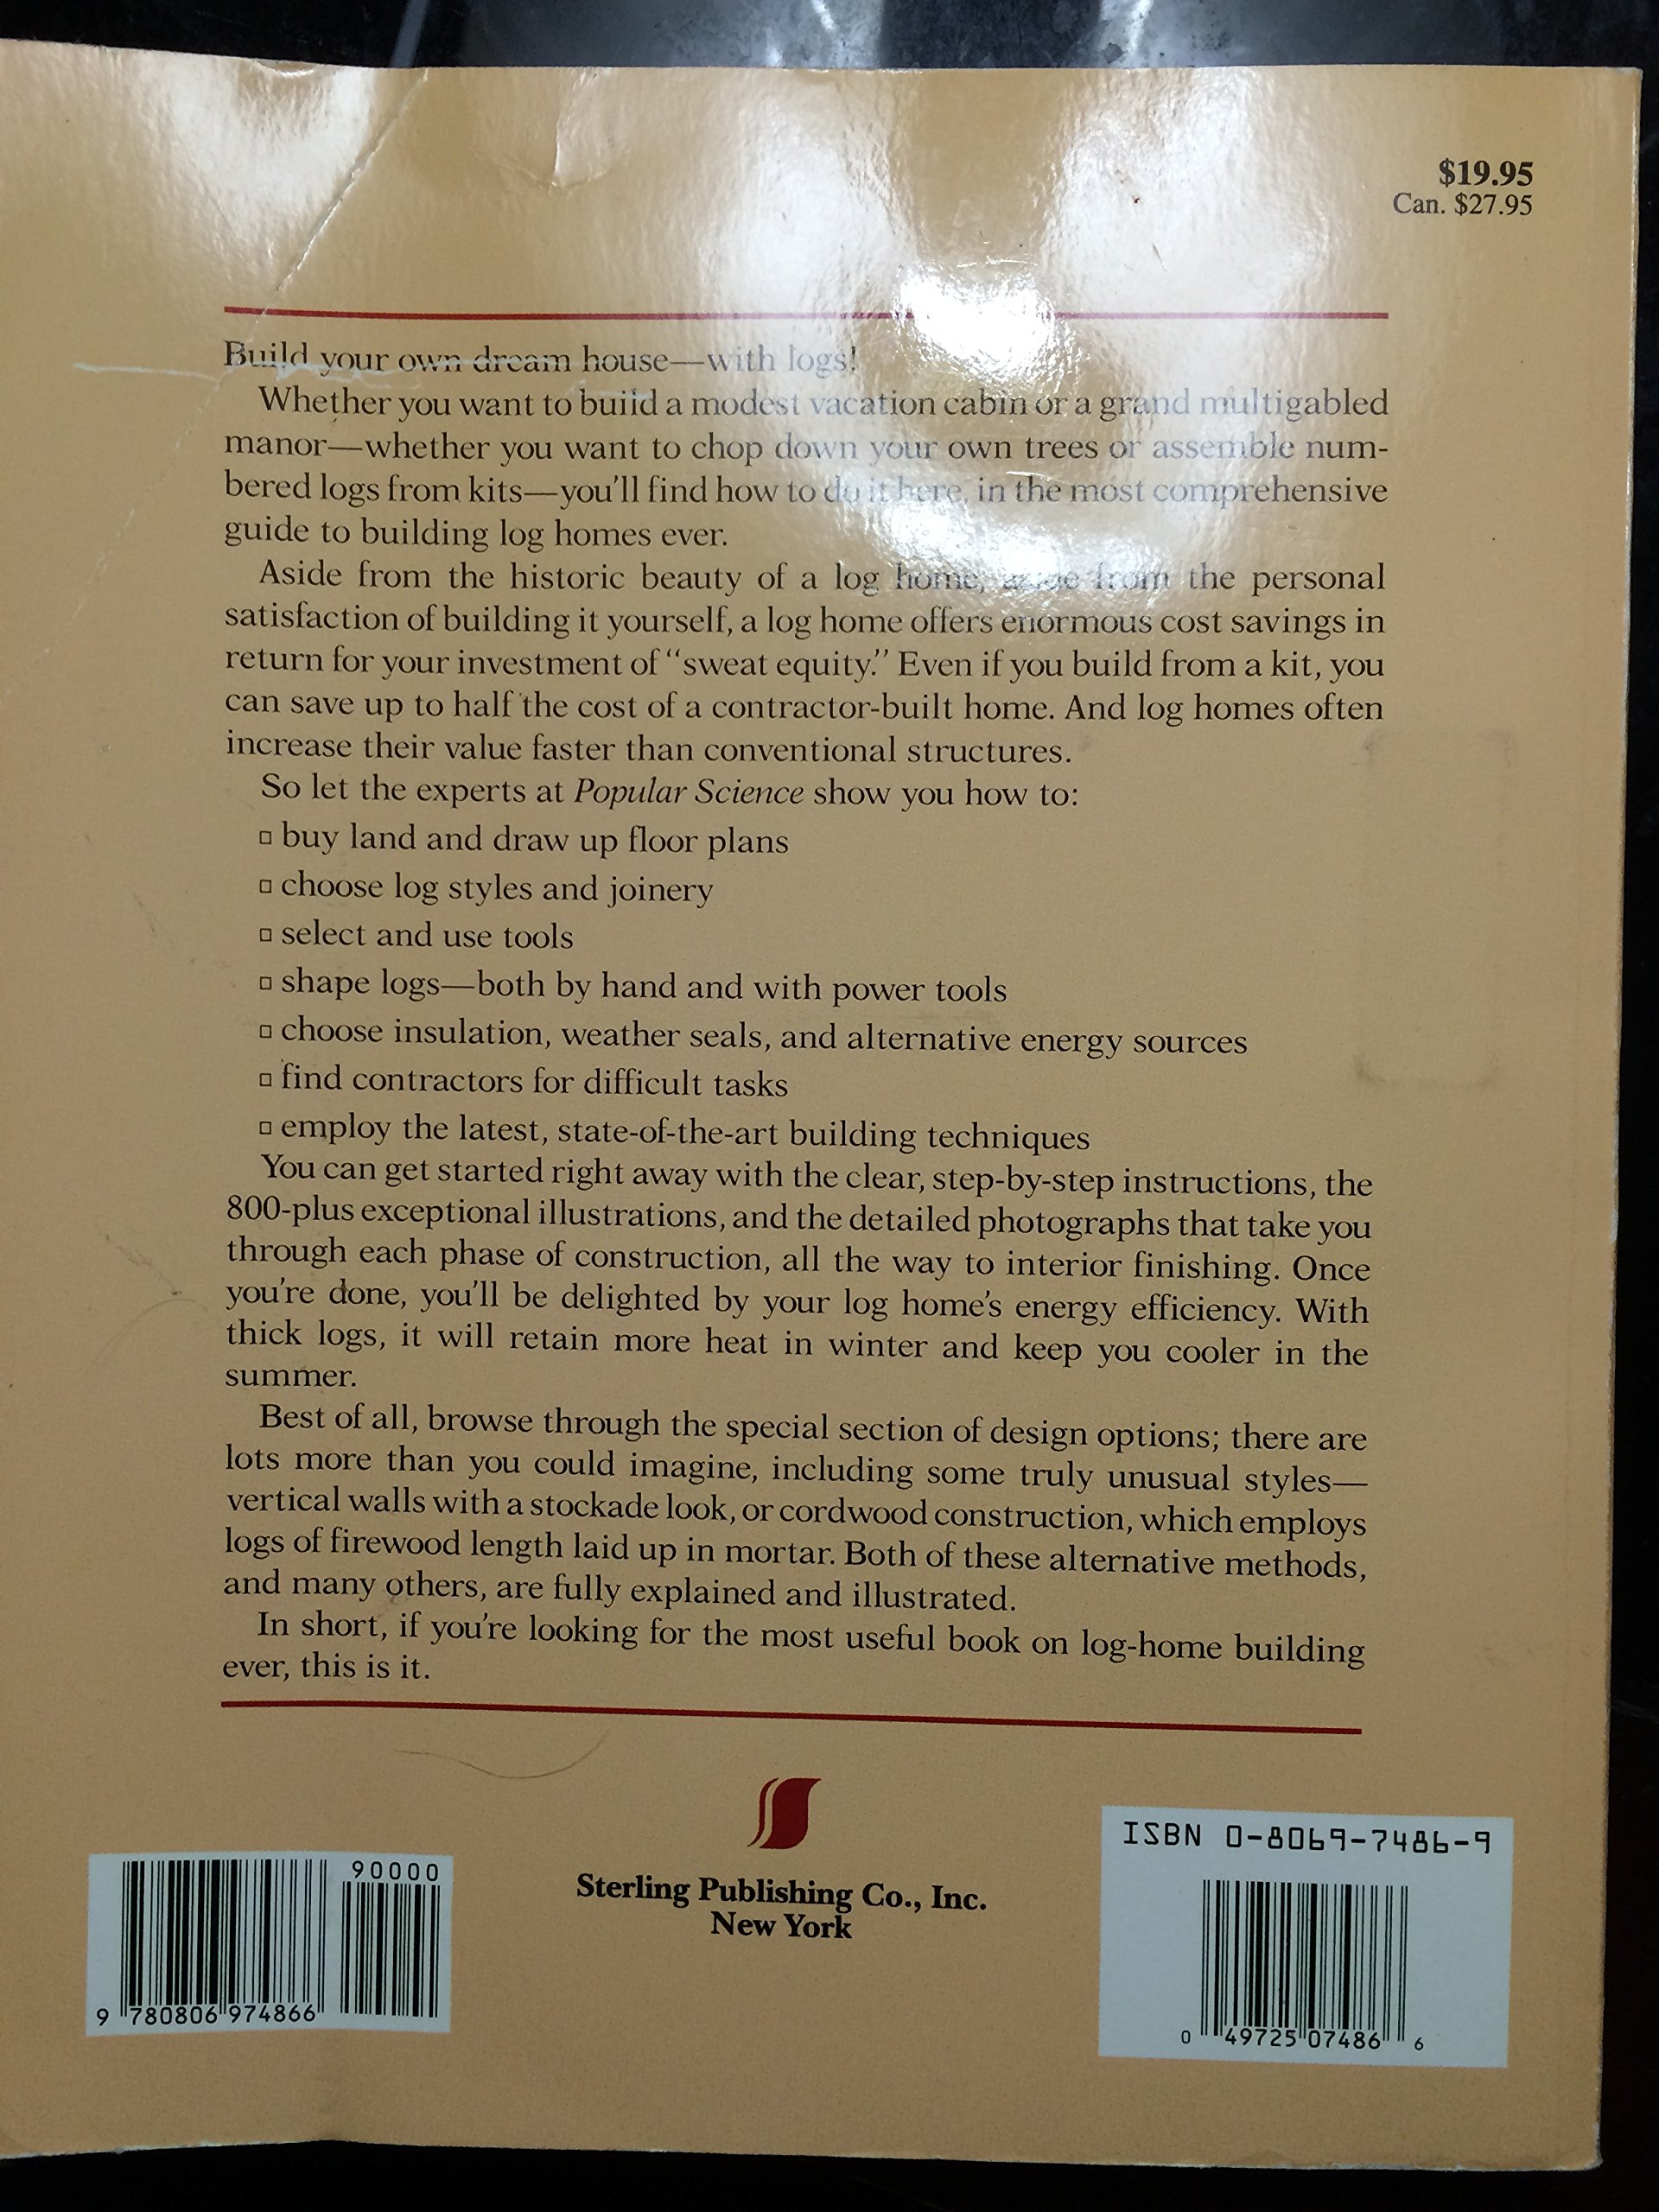 $19.95
Can. $27.95
Build your own dream house—with logs!
Whether you want to build a modest vacation cabin or a grand multigabled
manor—whether you want to chop down your own trees or assemble num-
bered logs from kits—you'll find how to do it here, in the most comprehensive
guide to building log homes ever.
Aside from the historic beauty of a log home, aside from the personal
satisfaction of building it yourself, a log home offers enormous cost savings in
return for your investment of "sweat equity." Even if you build from a kit, you
can save up to half the cost of a contractor-built home. And log homes often
increase their value faster than conventional structures.
So let the experts at Popular Science show you how to:
▫ buy land and draw up floor plans
▫ choose log styles and joinery
▫ select and use tools
▫ shape logs—both by hand and with power tools
▫ choose insulation, weather seals, and alternative energy sources
▫ find contractors for difficult tasks
▫ employ the latest, state-of-the-art building techniques
You can get started right away with the clear, step-by-step instructions, the
800-plus exceptional illustrations, and the detailed photographs that take you
through each phase of construction, all the way to interior finishing. Once
you're done, you'll be delighted by your log home's energy efficiency. With
thick logs, it will retain more heat in winter and keep you cooler in the
summer.
Best of all, browse through the special section of design options; there are
lots more than you could imagine, including some truly unusual styles—
vertical walls with a stockade look, or cordwood construction, which employs
logs of firewood length laid up in mortar. Both of these alternative methods,
and many others, are fully explained and illustrated.
In short, if you're looking for the most useful book on log-home building
ever, this is it.
90000
9 780806 974866
Sterling Publishing Co., Inc.
New York
ISBN 0-8069-7486-9
0 49725 07486 6